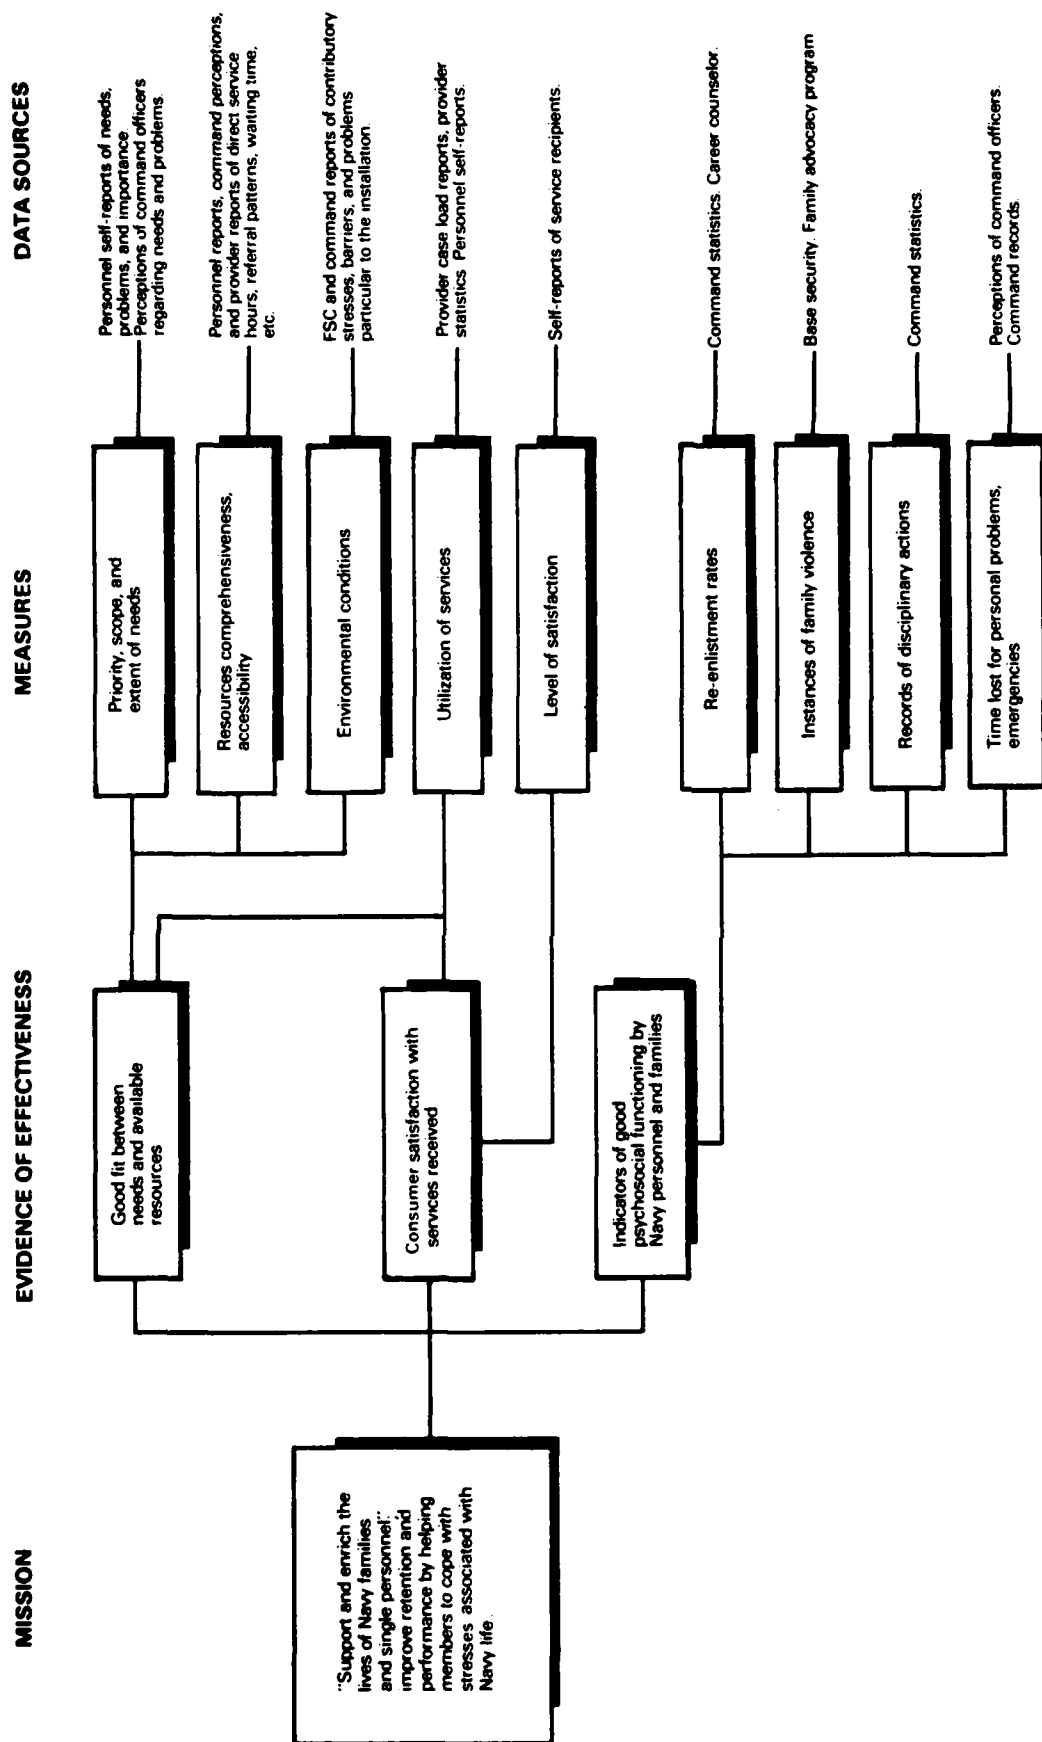 MISSION
EVIDENCE OF EFFECTIVENESS
MEASURES
DATA SOURCES
"Support and enrich the
lives of Navy families
and single personnel":
improve retention and
performance by helping
members to cope with
stresses associated with
Navy life.
Good fit between
needs and available
resources
Consumer satisfaction with
services received
Indicators of good
psychosocial functioning by
Navy personnel and families
Priority, scope, and
extent of needs
Resources comprehensiveness,
accessibility
Environmental conditions
Utilization of services
Level of satisfaction
Re-enlistment rates
Instances of family violence
Records of disciplinary actions
Time lost for personal problems,
emergencies
Personnel self-reports of needs,
problems, and importance.
Perceptions of command officers
regarding needs and problems.
Personnel reports, command perceptions,
and provider reports of direct service
hours, referral patterns, waiting time,
etc.
FSC and command reports of contributory
stresses, barriers, and problems
particular to the installation.
Provider case load reports, provider
statistics. Personnel self-reports.
Self-reports of service recipients.
Command statistics. Career counselor.
Base security. Family advocacy program
Command statistics.
Perceptions of command officers.
Command records.